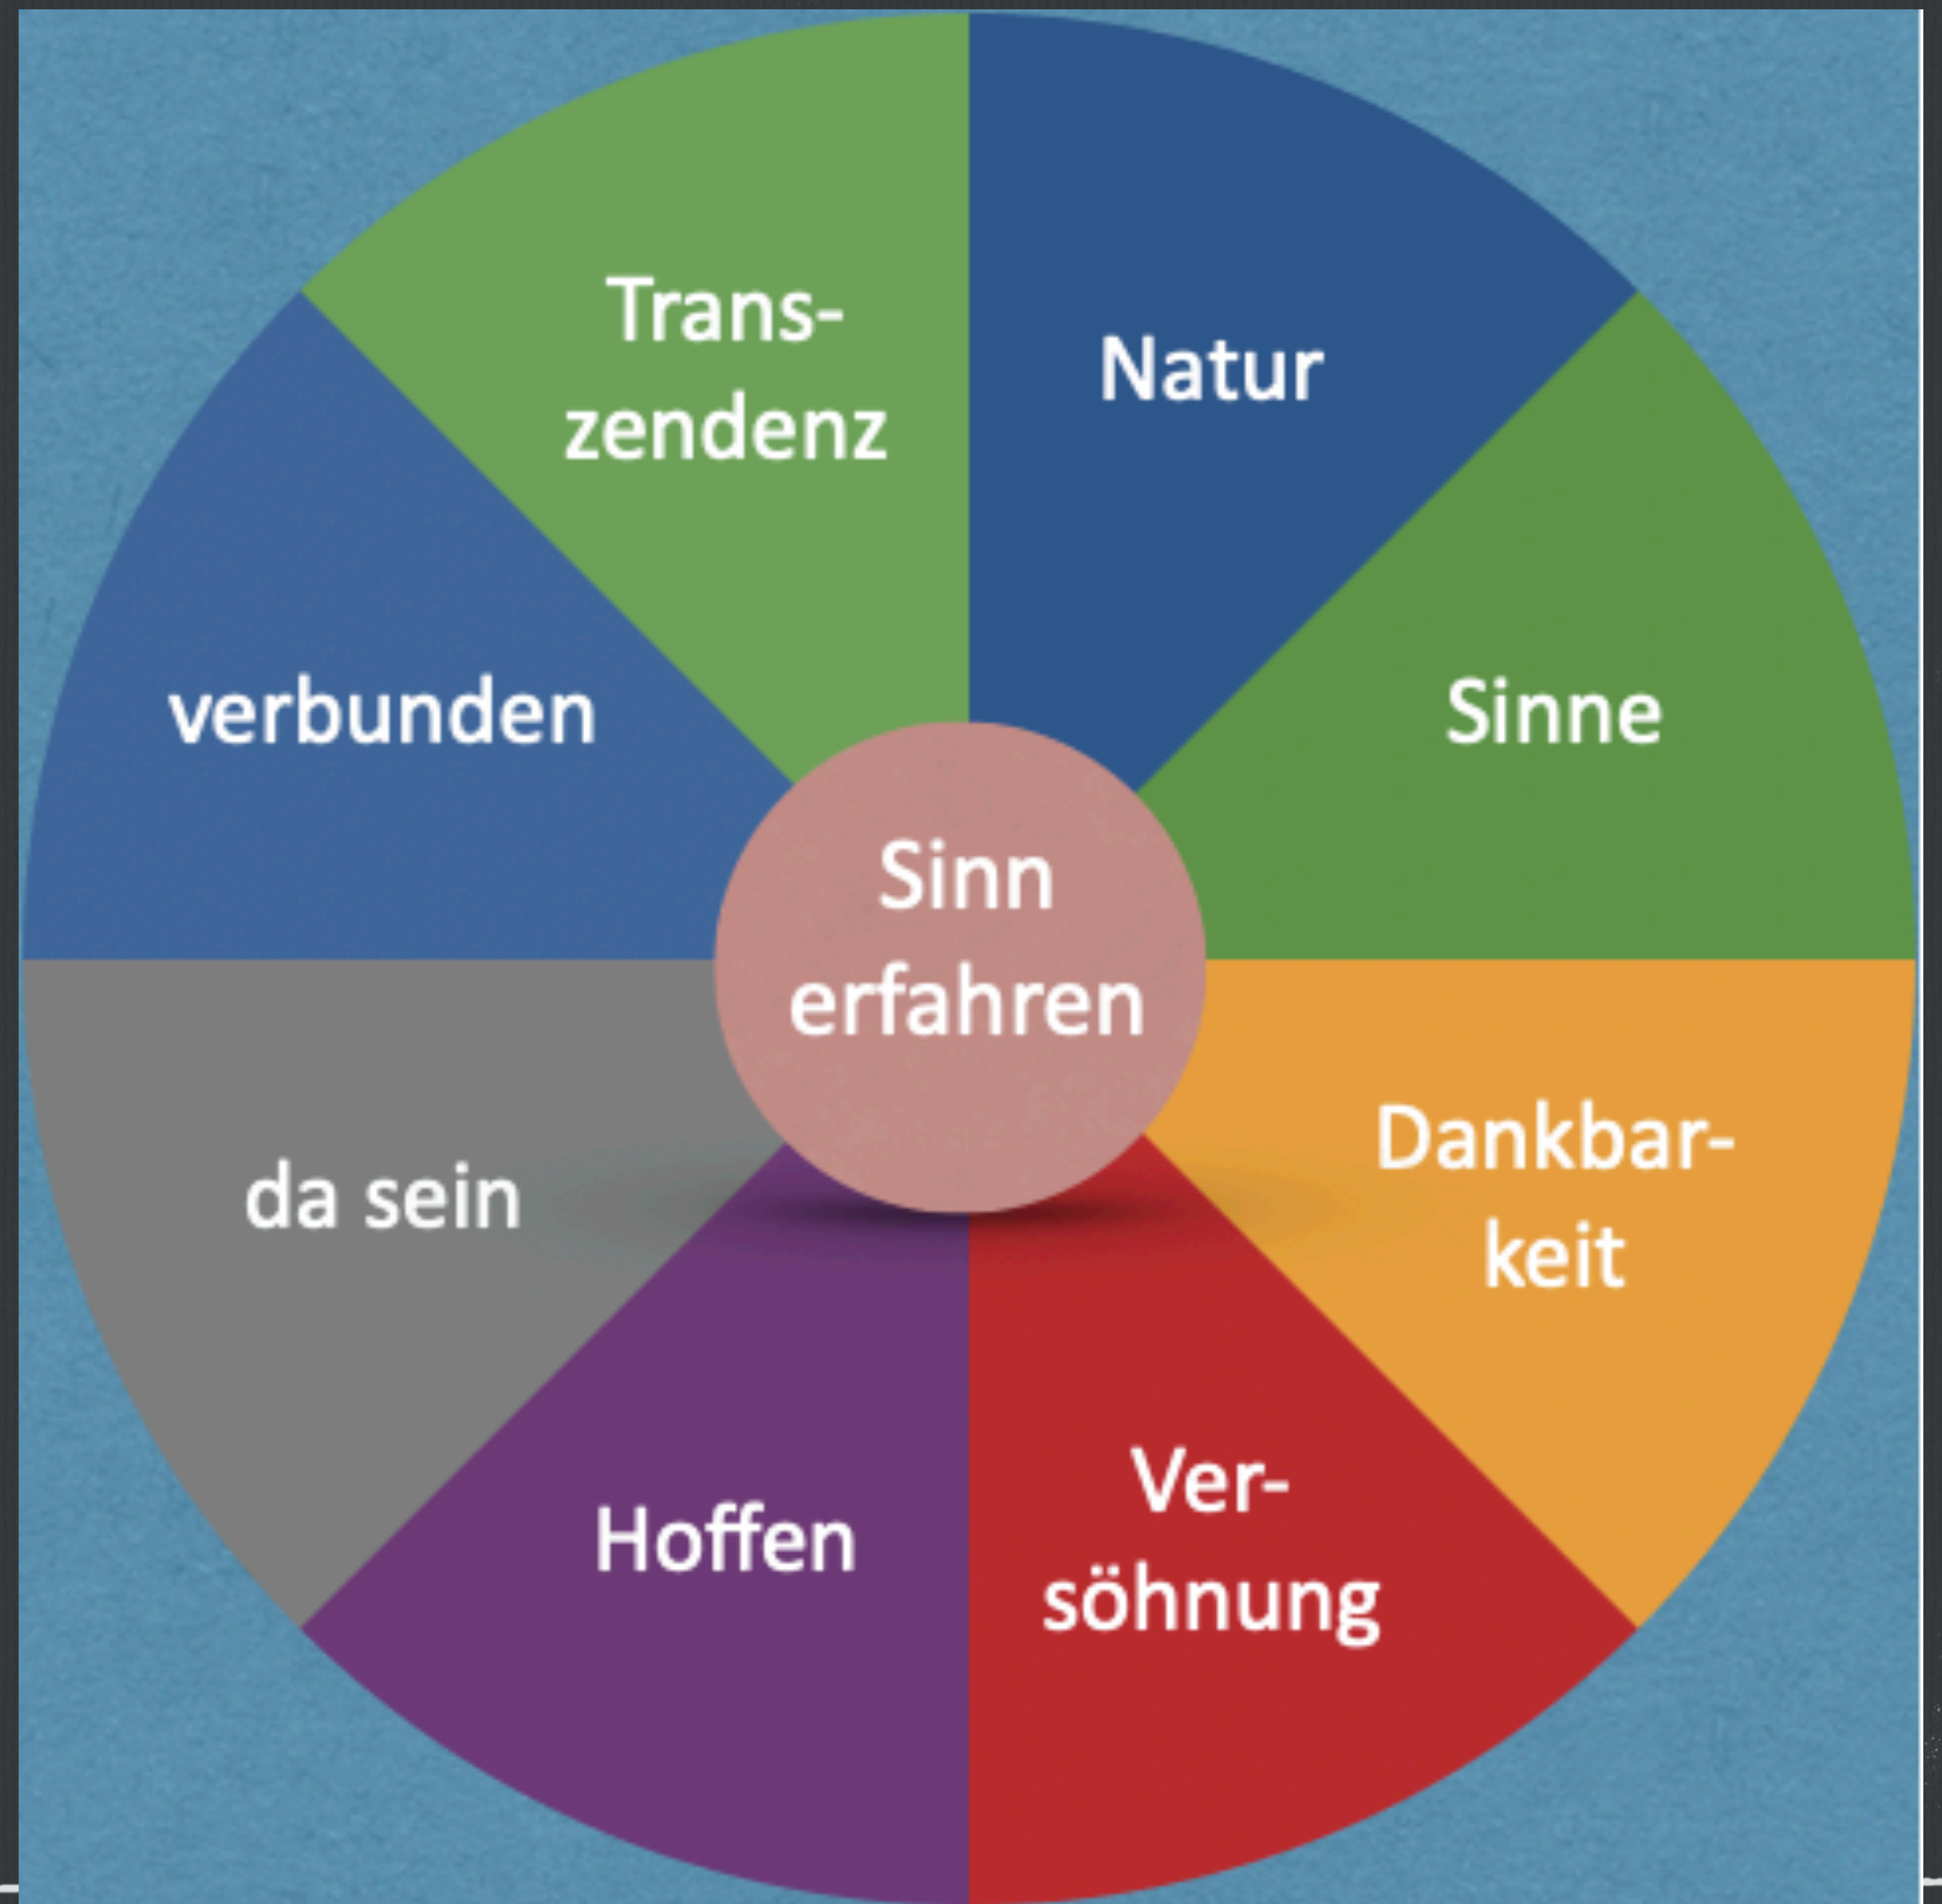 Trans-
zendenz
Natur
verbunden
Sinne
Sinn
erfahren
da sein
Dankbar-
keit
Hoffen
Ver-
söhnung